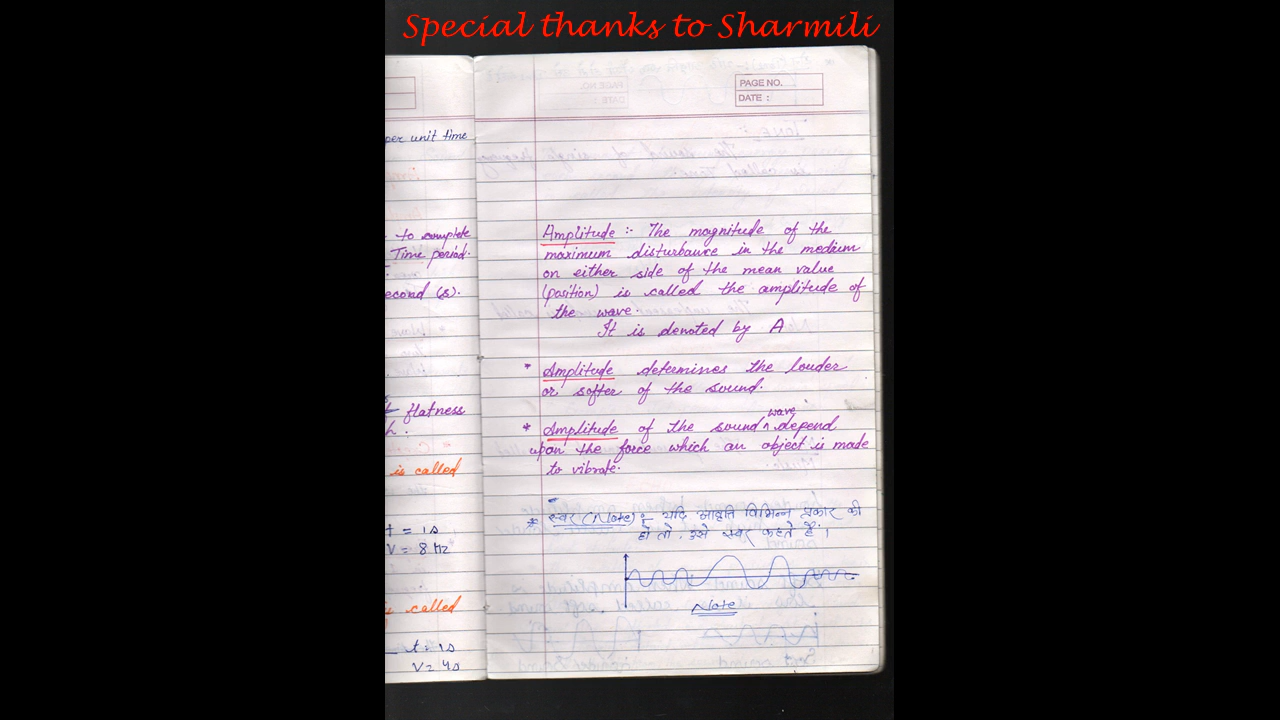 Special thanks to Sharmili
PAGE NO.
DATE :
per unit time
to complete
Time period.
econd (s).
flatness
h.
is called
t = 1s
V = 8 Hz
called
t = 1s
V = 4s
Amplitude :- The magnitude of the
maximum disturbance in the medium
on either side of the mean value
(position) is called the amplitude of
the wave.
It is denoted by A
* Amplitude determines the louder
or softer of the sound.
* Amplitude of the sound ^ wave depend
upon the force which an object is made
to vibrate.
* स्वर (Note) : यदि आवृति विभिन्न प्रकार की
हो तो उसे स्वर कहते हैं।
Note